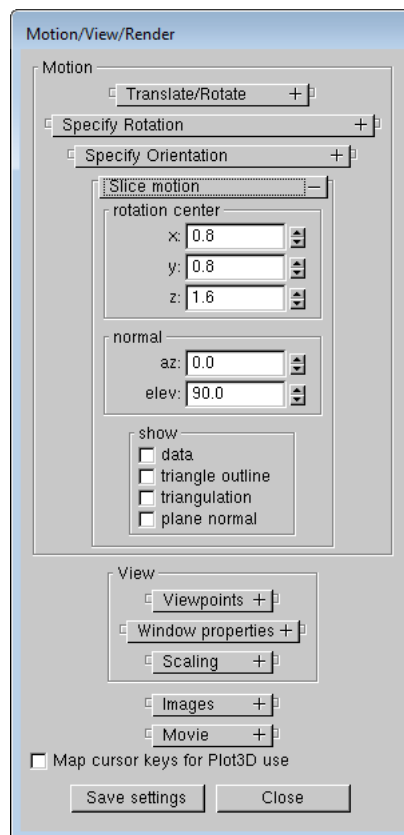 Motion/View/Render
Motion
Translate/Rotate +
Specify Rotation +
Specify Orientation +
Slice motion −
rotation center
x: 0.8
y: 0.8
z: 1.6
normal
az: 0.0
elev: 90.0
show
data
triangle outline
triangulation
plane normal
View
Viewpoints +
Window properties +
Scaling +
Images +
Movie +
Map cursor keys for Plot3D use
Save settings Close